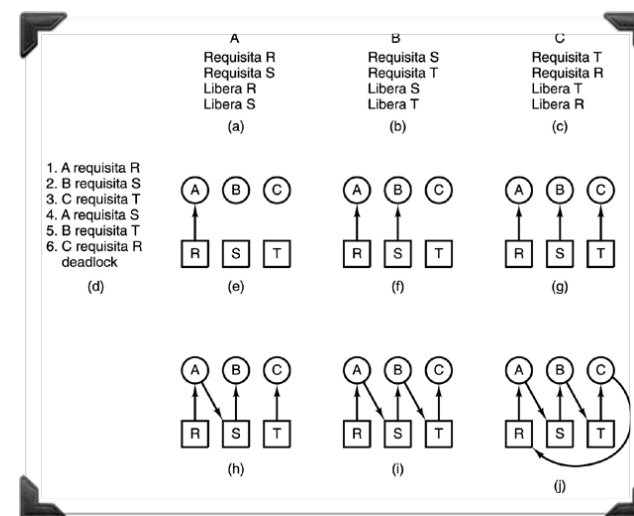 A
Requisita R
Requisita S
Libera R
Libera S
(a)
B
Requisita S
Requisita T
Libera S
Libera T
(b)
C
Requisita T
Requisita R
Libera T
Libera R
(c)
1. A requisita R
2. B requisita S
3. C requisita T
4. A requisita S
5. B requisita T
6. C requisita R
deadlock
(d)
A B C
R S T
(e)
A B C
R S T
(f)
A B C
R S T
(g)
A B C
R S T
(h)
A B C
R S T
(i)
A B C
R S T
(j)